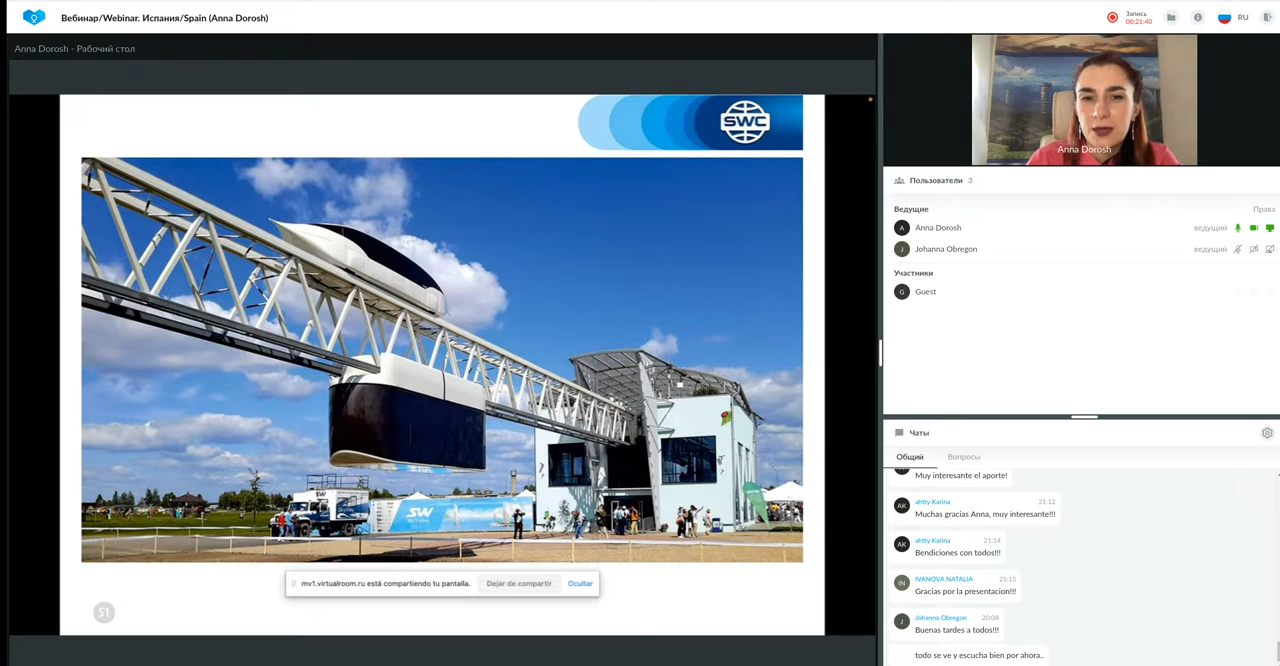 Вебинар/Webinar. Испания/Spain (Anna Dorosh)
Запись
00:21:40
RU
Anna Dorosh - Рабочий стол
SWC
SW
SW
51
mv1.virtualroom.ru está compartiendo tu pantalla.
Dejar de compartir
Ocultar
Anna Dorosh
Пользователи 3
Ведущие
Права
A
Anna Dorosh
ведущий
J
Johanna Obregon
ведущий
Участники
G
Guest
Чаты
Общий
Вопросы
Muy interesante el aporte!
AK
ahtty Karina
21:12
Muchas gracias Anna, muy interesante!!!
AK
ahtty Karina
21:14
Bendiciones con todos!!!
IN
IVANOVA NATALIA
21:15
Gracias por la presentacion!!!
J
Johanna Obregon
20:08
Buenas tardes a todos!!!
todo se ve y escucha bien por ahora..